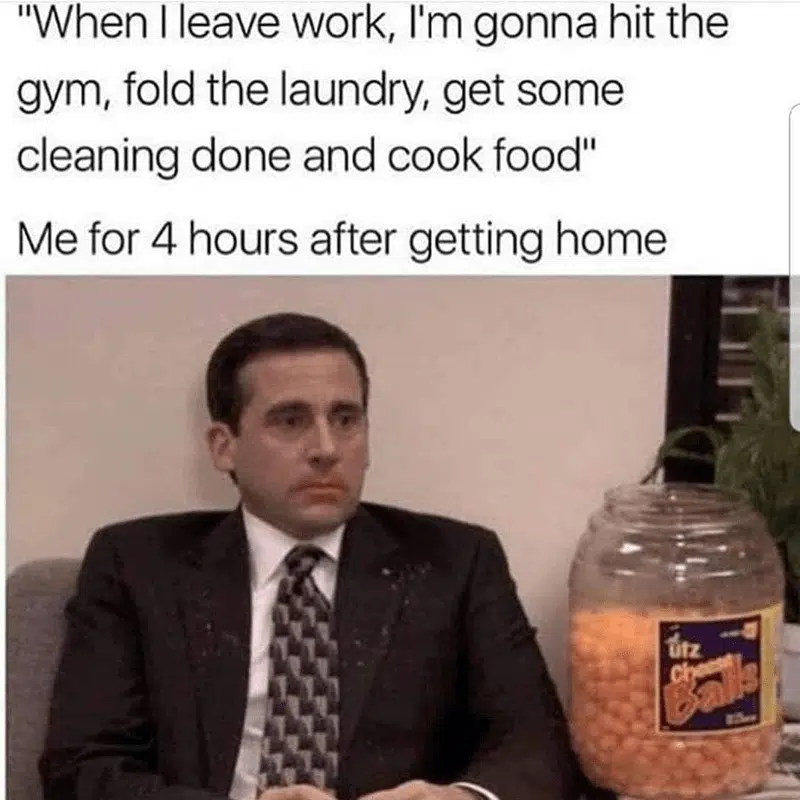 "When I leave work, I'm gonna hit the
gym, fold the laundry, get some
cleaning done and cook food"
Me for 4 hours after getting home
utz
Cheese
Balls